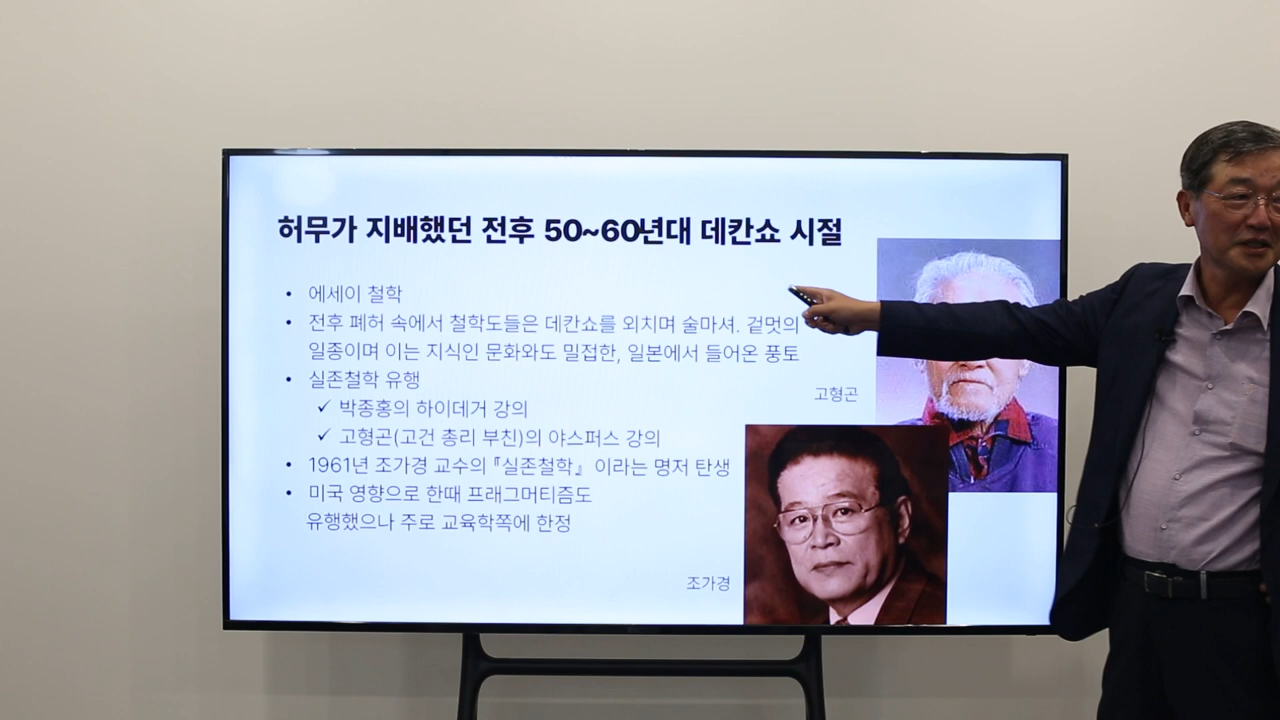 허무가 지배했던 전후 50~60년대 데칸쇼 시절
• 에세이 철학
• 전후 폐허 속에서 철학도들은 데칸쇼를 외치며 술마셔. 겉멋의
일종이며 이는 지식인 문화와도 밀접한, 일본에서 들어온 풍토
• 실존철학 유행
✓ 박종홍의 하이데거 강의
✓ 고형곤(고건 총리 부친)의 야스퍼스 강의
• 1961년 조가경 교수의 『실존철학』 이라는 명저 탄생
• 미국 영향으로 한때 프래그머티즘도
유행했으나 주로 교육학쪽에 한정
고형곤
조가경